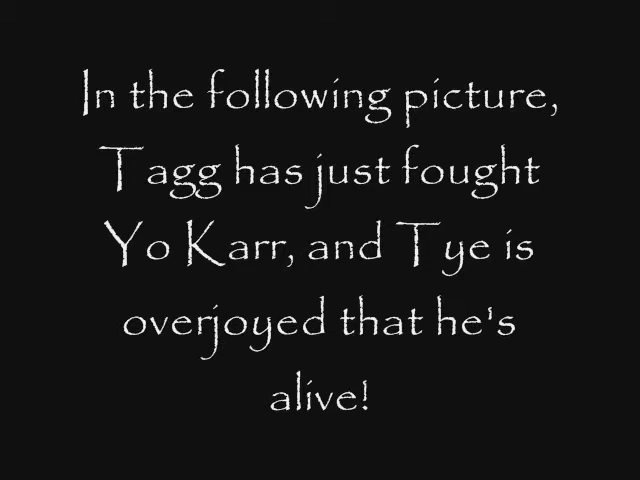 In the following picture,
Tagg has just fought
Yo Karr, and Tye is
overjoyed that he's
alive!